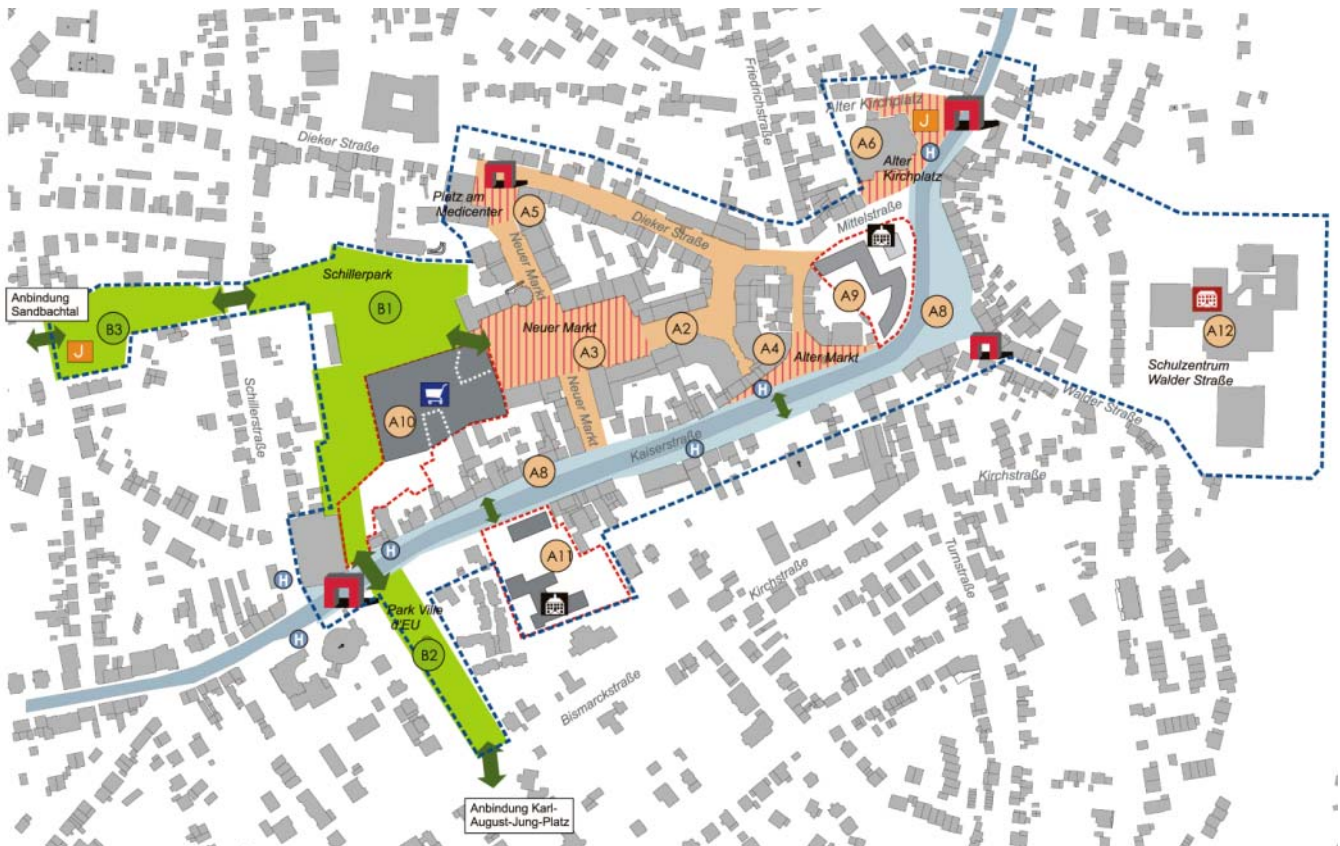 Friedrichstraße
Alter Kirchplatz
J
A6
H
Alter
Kirchplatz
Dieker Straße
Platz am
Medicenter
A5
Dieker Straße
Mittelstraße
Neuer Markt
Schillerpark
B1
A9
A8
A12
Schulzentrum
Walder Straße
Anbindung
Sandbachtal
B3
J
Neuer Markt
A3
A2
A4
Alter Markt
Schillerstraße
A10
Neuer Markt
H
Walder Straße
Kaiserstraße
H
A8
Kirchstraße
A11
H
H
Turnstraße
Kirchstraße
Park Ville
d'EU
H
B2
Bismarckstraße
Anbindung Karl-
August-Jung-Platz